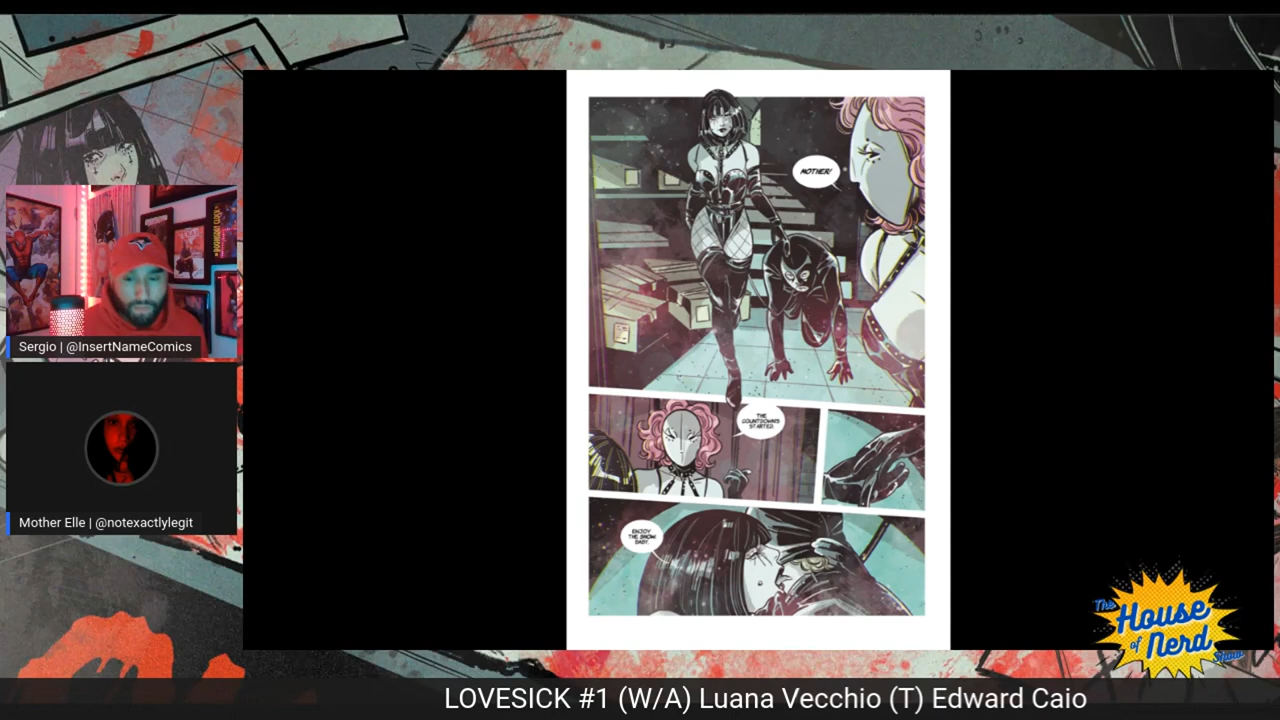 MOTHER!
THE
COUNTDOWN'S
STARTED.
ENJOY
THE SHOW,
BABY.
Sergio | @InsertNameComics
Mother Elle | @notexactlylegit
The
House
of
Nerd
Show
LOVESICK #1 (W/A) Luana Vecchio (T) Edward Caio